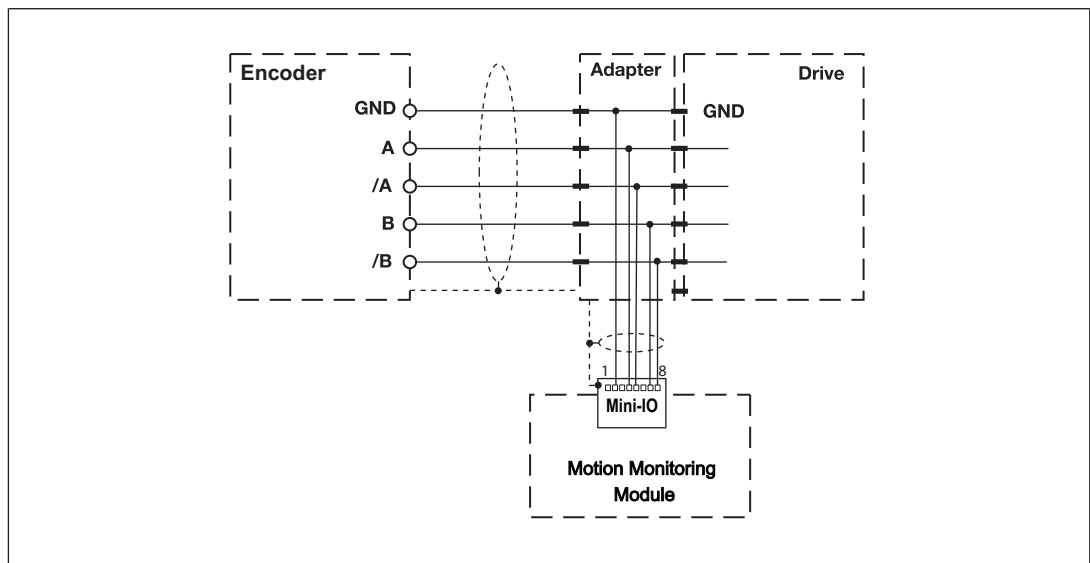 Encoder
Adapter
Drive
GND
GND
A
/A
B
/B
1
8
Mini-IO
Motion Monitoring
Module